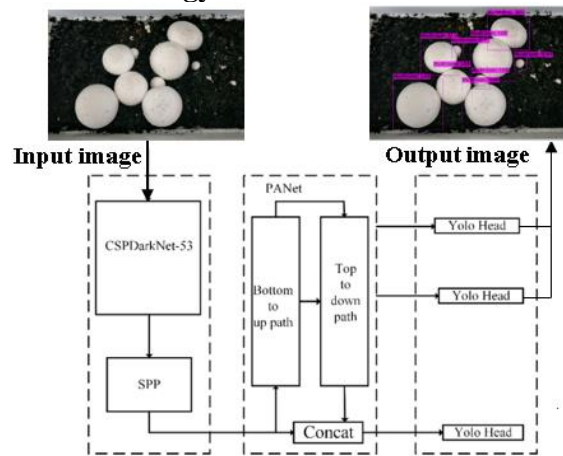 gy
Input image
Output image
CSPDarkNet-53
SPP
PANet
Bottom
to
up path
Top
to
down
path
Concat
Yolo Head
Yolo Head
Yolo Head